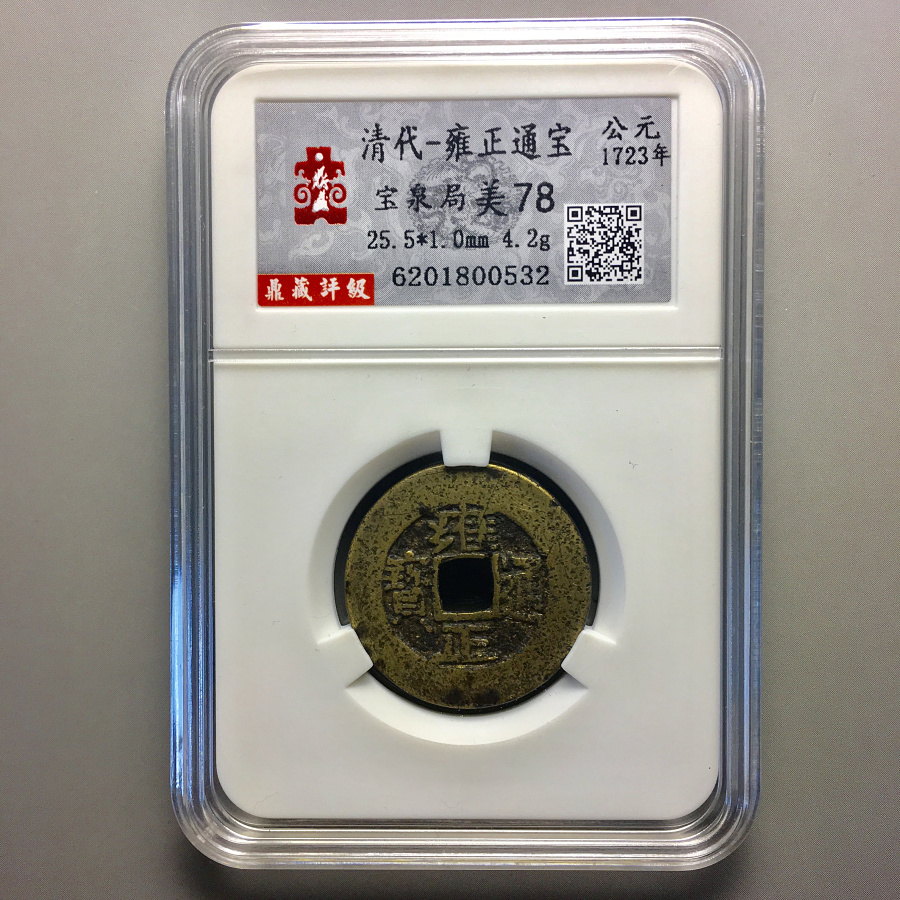 清代-雍正通宝
公元
1723年
宝泉局 美78
25.5*1.0mm 4.2g
6201800532
鼎藏評級
雍正通寶